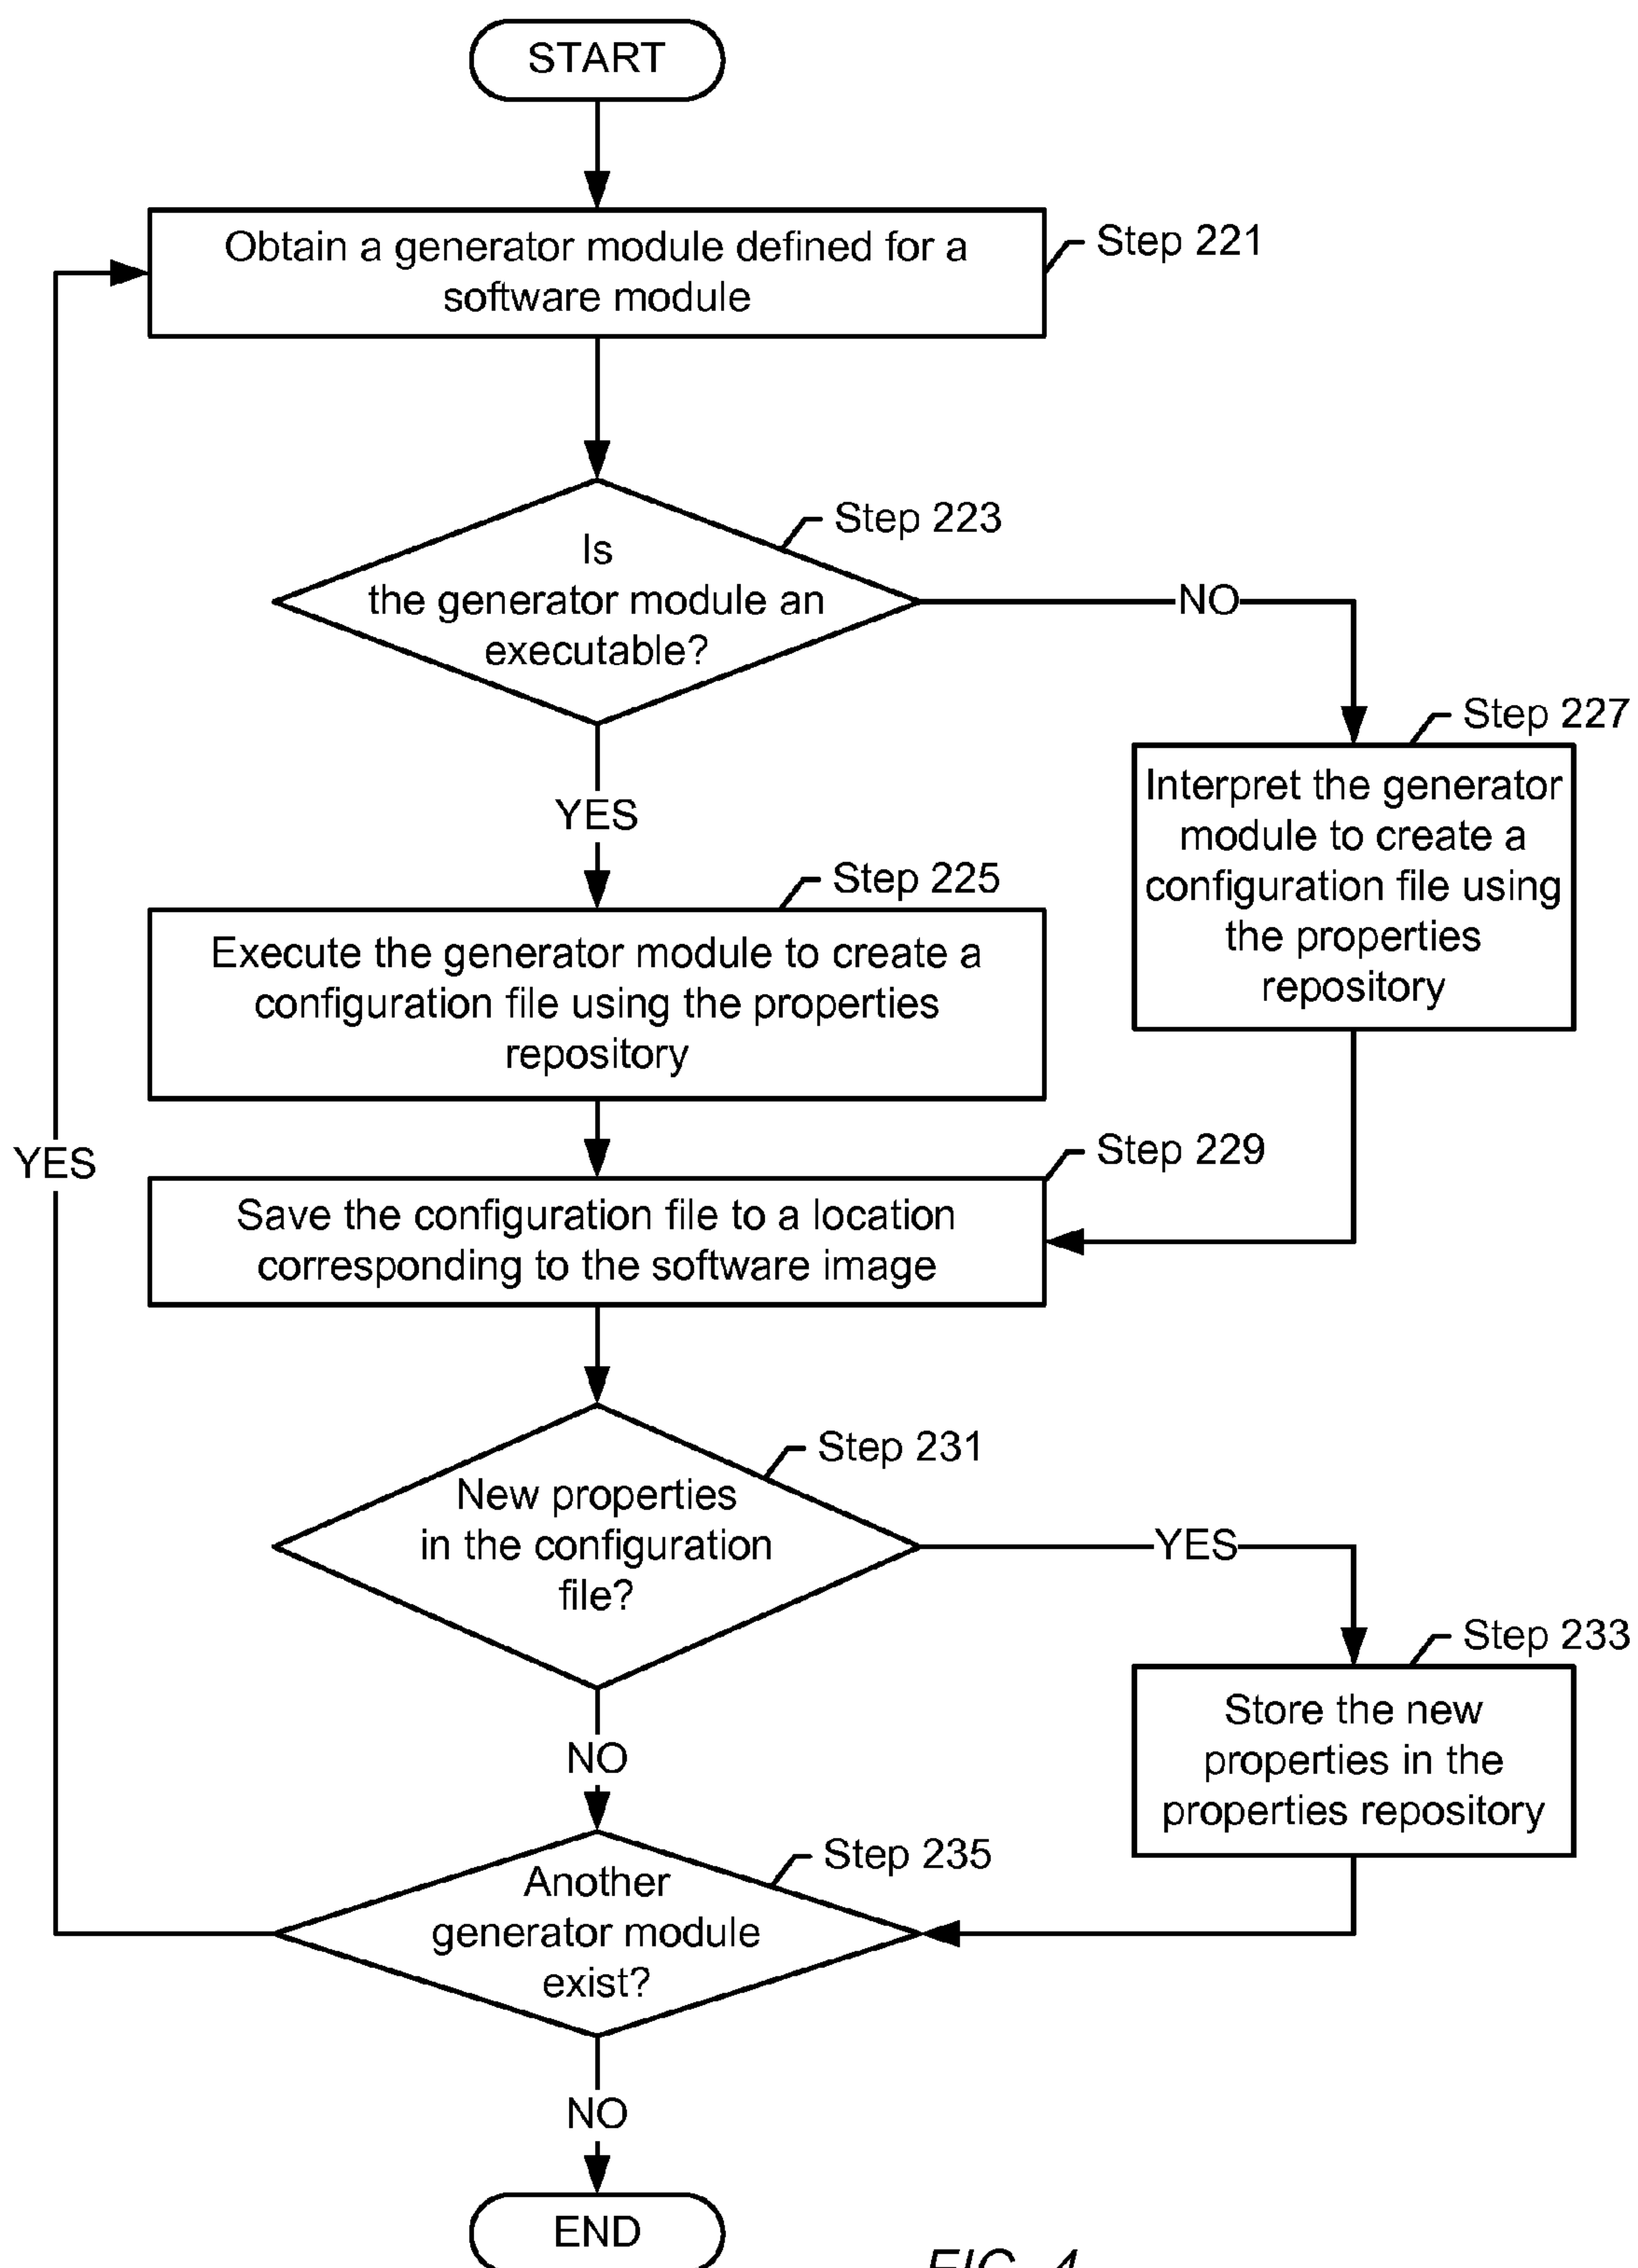 START
Obtain a generator module defined for a
software module
Step 221
Step 223
Is
the generator module an
executable?
NO
Step 227
Interpret the generator
module to create a
configuration file using
the properties
repository
YES
Step 225
Execute the generator module to create a
configuration file using the properties
repository
YES
Step 229
Save the configuration file to a location
corresponding to the software image
Step 231
New properties
in the configuration
file?
YES
Step 233
Store the new
properties in the
properties repository
NO
Step 235
Another
generator module
exist?
NO
END
FIG. 4